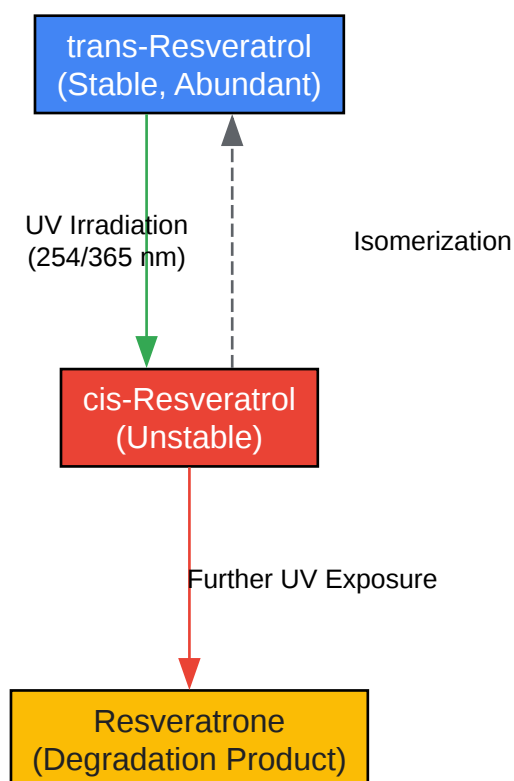 trans-Resveratrol
(Stable, Abundant)
UV Irradiation
(254/365 nm)
Isomerization
cis-Resveratrol
(Unstable)
Further UV Exposure
Resveratrone
(Degradation Product)